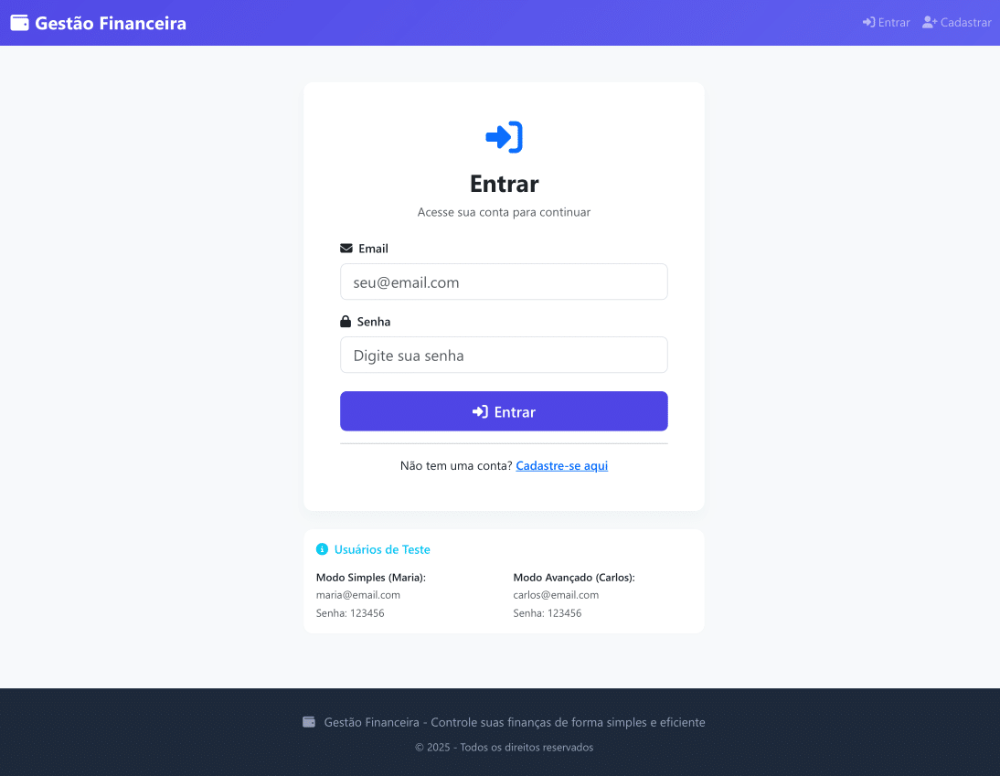 Gestão Financeira
Entrar
Cadastrar
Entrar
Acesse sua conta para continuar
Email
seu@email.com
Senha
Digite sua senha
Entrar
Não tem uma conta? Cadastre-se aqui
Usuários de Teste
Modo Simples (Maria):
maria@email.com
Senha: 123456
Modo Avançado (Carlos):
carlos@email.com
Senha: 123456
Gestão Financeira - Controle suas finanças de forma simples e eficiente
© 2025 - Todos os direitos reservados